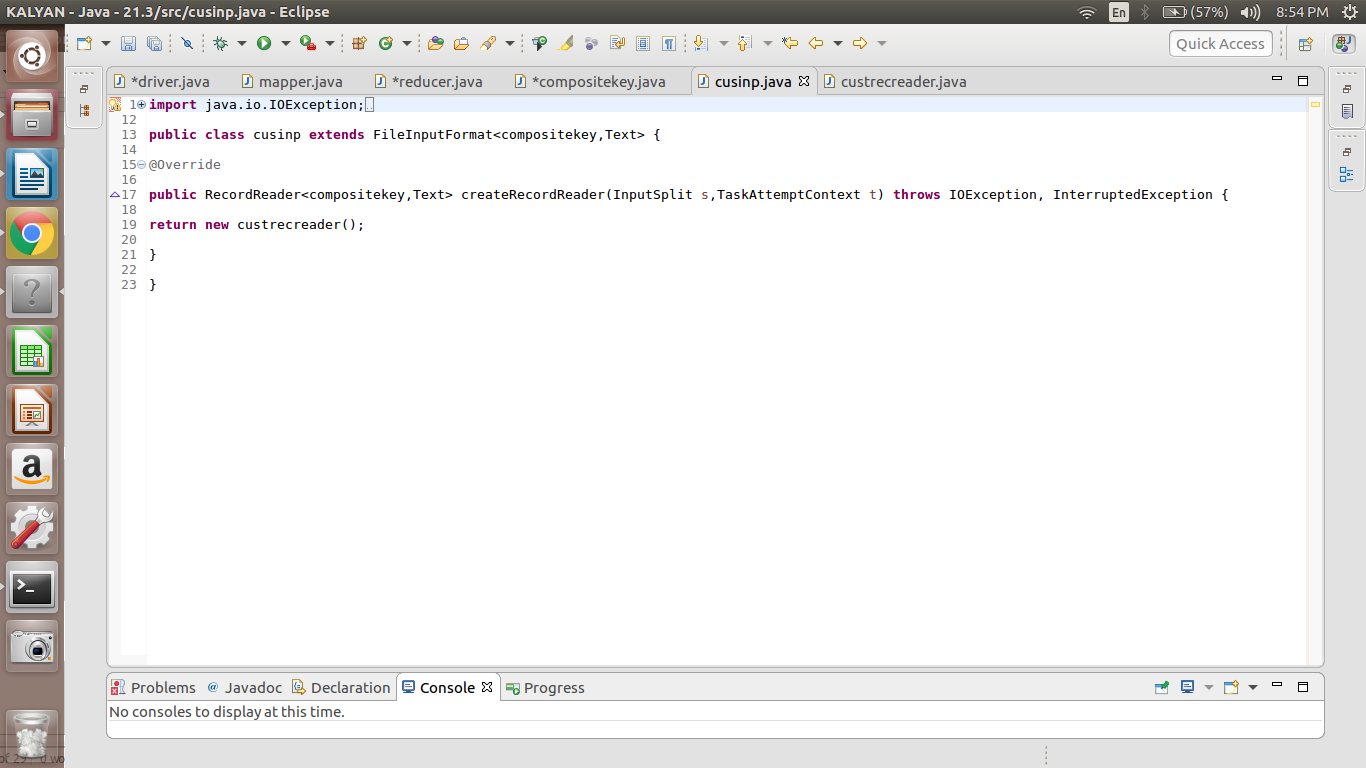 KALYAN - Java - 21.3/src/cusinp.java - Eclipse
En (57%) 8:54 PM
Quick Access
*driver.java mapper.java *reducer.java *compositekey.java cusinp.java custrecreader.java
1 import java.io.IOException;
12
13 public class cusinp extends FileInputFormat<compositekey,Text> {
14
15 @Override
16
17 public RecordReader<compositekey,Text> createRecordReader(InputSplit s,TaskAttemptContext t) throws IOException, InterruptedException {
18
19 return new custrecreader();
20
21 }
22
23 }
Problems @ Javadoc Declaration Console Progress
No consoles to display at this time.